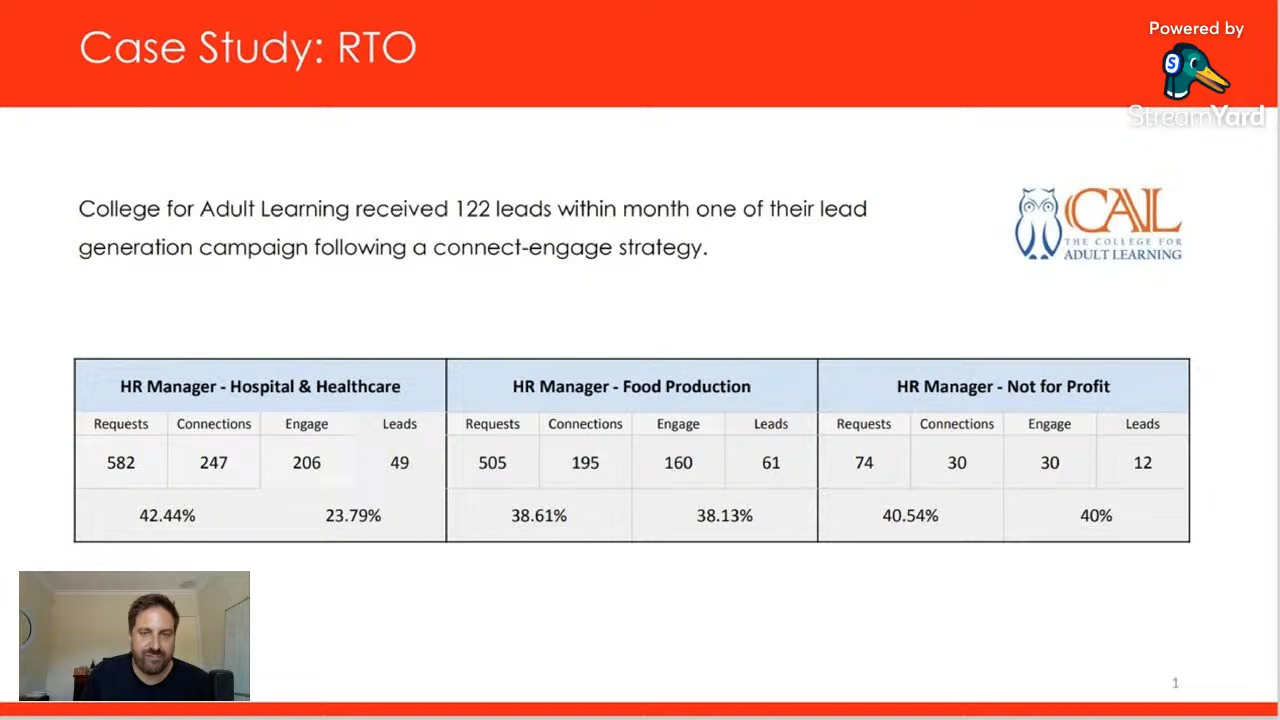 Case Study: RTO
Powered by
S
StreamYard
College for Adult Learning received 122 leads within month one of their lead
generation campaign following a connect-engage strategy.
CAL
THE COLLEGE FOR
ADULT LEARNING
HR Manager - Hospital & Healthcare HR Manager - Food Production HR Manager - Not for Profit
Requests Connections Engage Leads Requests Connections Engage Leads Requests Connections Engage Leads
582 247 206 49 505 195 160 61 74 30 30 12
42.44% 23.79% 38.61% 38.13% 40.54% 40%
1